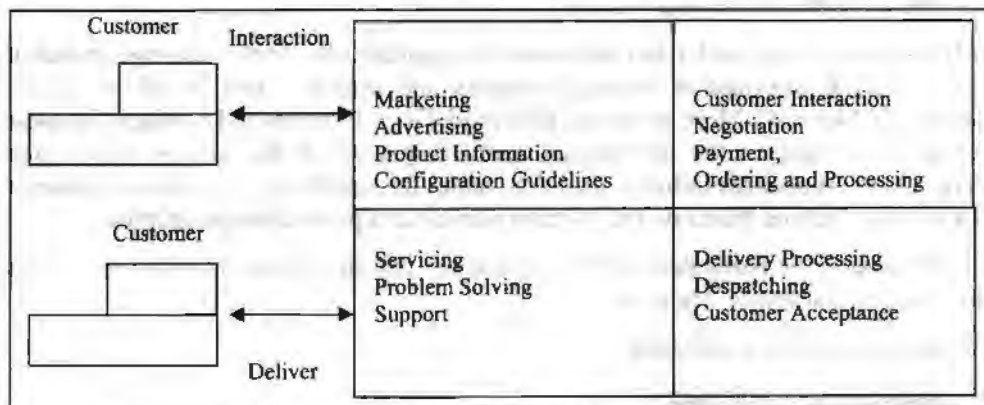 Customer
Interaction
Marketing
Advertising
Product Information
Configuration Guidelines
Customer Interaction
Negotiation
Payment,
Ordering and Processing
Customer
Deliver
Servicing
Problem Solving
Support
Delivery Processing
Despatching
Customer Acceptance